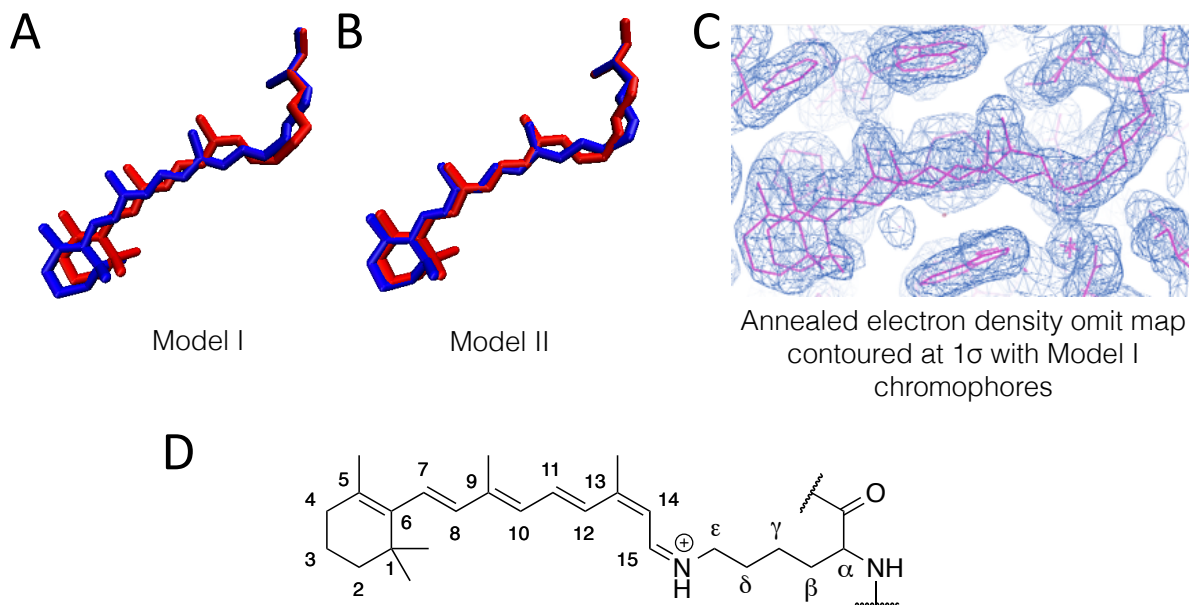 A
B
C
Model I
Model II
Annealed electron density omit map
contoured at 1σ with Model I
chromophores
D
5
7
9
11
13
14
4
6
8
10
12
15
3
1
2
ε
γ
δ
β
α
O
⊕
N
H
NH